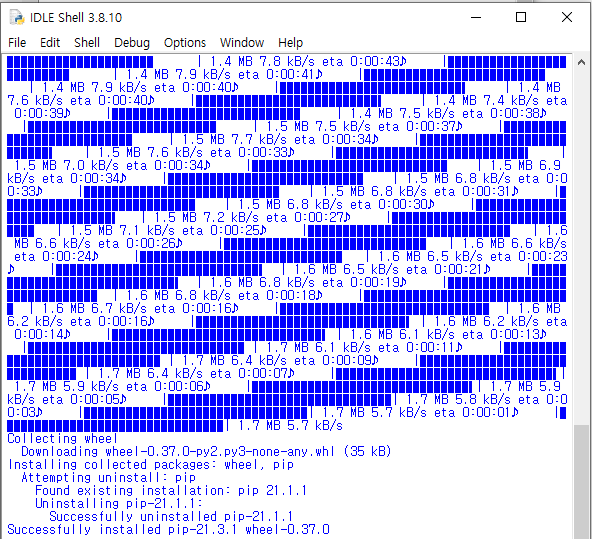 IDLE Shell 3.8.10
File Edit Shell Debug Options Window Help
| 1.4 MB 7.8 kB/s eta 0:00:43♪ |
| 1.4 MB 7.9 kB/s eta 0:00:41♪ |
| 1.4 MB 7.9 kB/s eta 0:00:40♪ | | 1.4 MB
7.6 kB/s eta 0:00:40♪ | | 1.4 MB 7.4 kB/s eta
0:00:39♪ | | 1.4 MB 7.5 kB/s eta 0:00:38♪
| | 1.5 MB 7.5 kB/s eta 0:00:37♪ |
| 1.5 MB 7.7 kB/s eta 0:00:34♪ |
| 1.5 MB 7.6 kB/s eta 0:00:33♪ | |
1.5 MB 7.0 kB/s eta 0:00:34♪ | | 1.5 MB 6.9
kB/s eta 0:00:34♪ | | 1.5 MB 6.8 kB/s eta 0:0
0:33♪ | | 1.5 MB 6.8 kB/s eta 0:00:31♪ |
| 1.5 MB 6.8 kB/s eta 0:00:30♪ |
| 1.5 MB 7.2 kB/s eta 0:00:27♪ |
| 1.5 MB 7.1 kB/s eta 0:00:25♪ | | 1.6
MB 6.6 kB/s eta 0:00:26♪ | | 1.6 MB 6.6 kB/s
eta 0:00:24♪ | | 1.6 MB 6.5 kB/s eta 0:00:23
♪ | | 1.6 MB 6.5 kB/s eta 0:00:21♪ |
| 1.6 MB 6.8 kB/s eta 0:00:19♪ |
| 1.6 MB 6.8 kB/s eta 0:00:18♪ |
| 1.6 MB 6.7 kB/s eta 0:00:16♪ | | 1.6 MB
6.2 kB/s eta 0:00:16♪ | | 1.6 MB 6.2 kB/s eta
0:00:14♪ | | 1.6 MB 6.1 kB/s eta 0:00:13♪
| | 1.7 MB 6.1 kB/s eta 0:00:11♪ |
| 1.7 MB 6.4 kB/s eta 0:00:09♪ |
| 1.7 MB 6.4 kB/s eta 0:00:07♪ | |
1.7 MB 5.9 kB/s eta 0:00:06♪ | | 1.7 MB 5.9
kB/s eta 0:00:05♪ | | 1.7 MB 5.8 kB/s eta 0:0
0:03♪ | | 1.7 MB 5.7 kB/s eta 0:00:01♪ |
| 1.7 MB 5.7 kB/s
Collecting wheel
Downloading wheel-0.37.0-py2.py3-none-any.whl (35 kB)
Installing collected packages: wheel, pip
Attempting uninstall: pip
Found existing installation: pip 21.1.1
Uninstalling pip-21.1.1:
Successfully uninstalled pip-21.1.1
Successfully installed pip-21.3.1 wheel-0.37.0